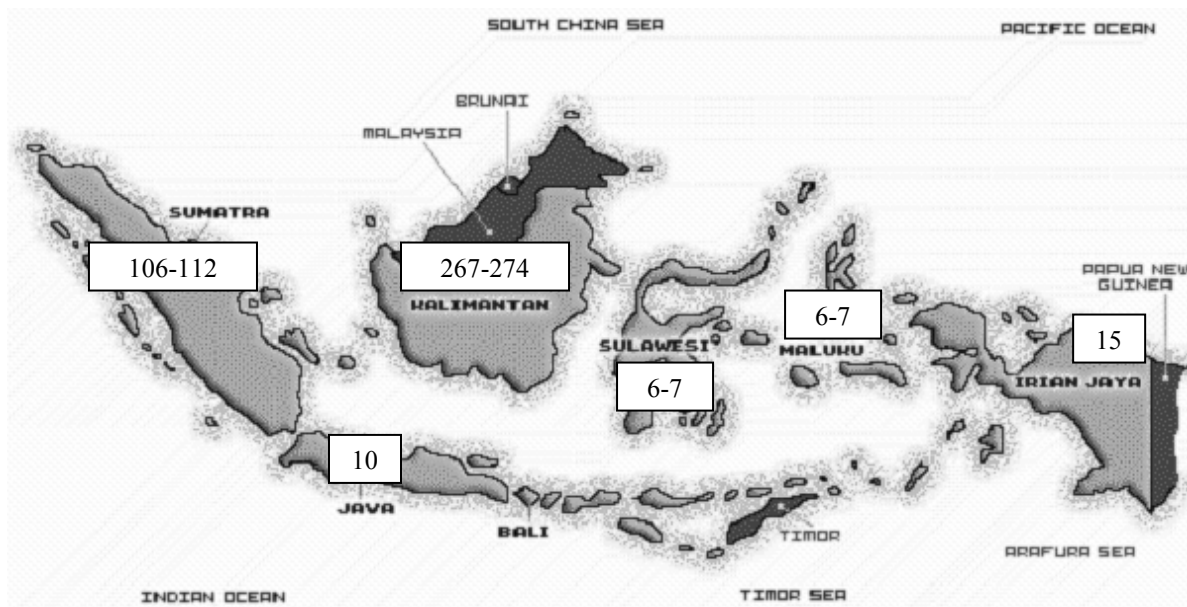 SOUTH CHINA SEA
PACIFIC OCEAN
BRUNAI
MALAYSIA
SUMATRA
106-112
267-274
KALIMANTAN
PAPUA NEW
GUINEA
6-7
15
SULAWESI
MALUKU
6-7
IRIAN JAYA
10
JAVA
BALI
TIMOR
ARAFURA SEA
INDIAN OCEAN
TIMOR SEA